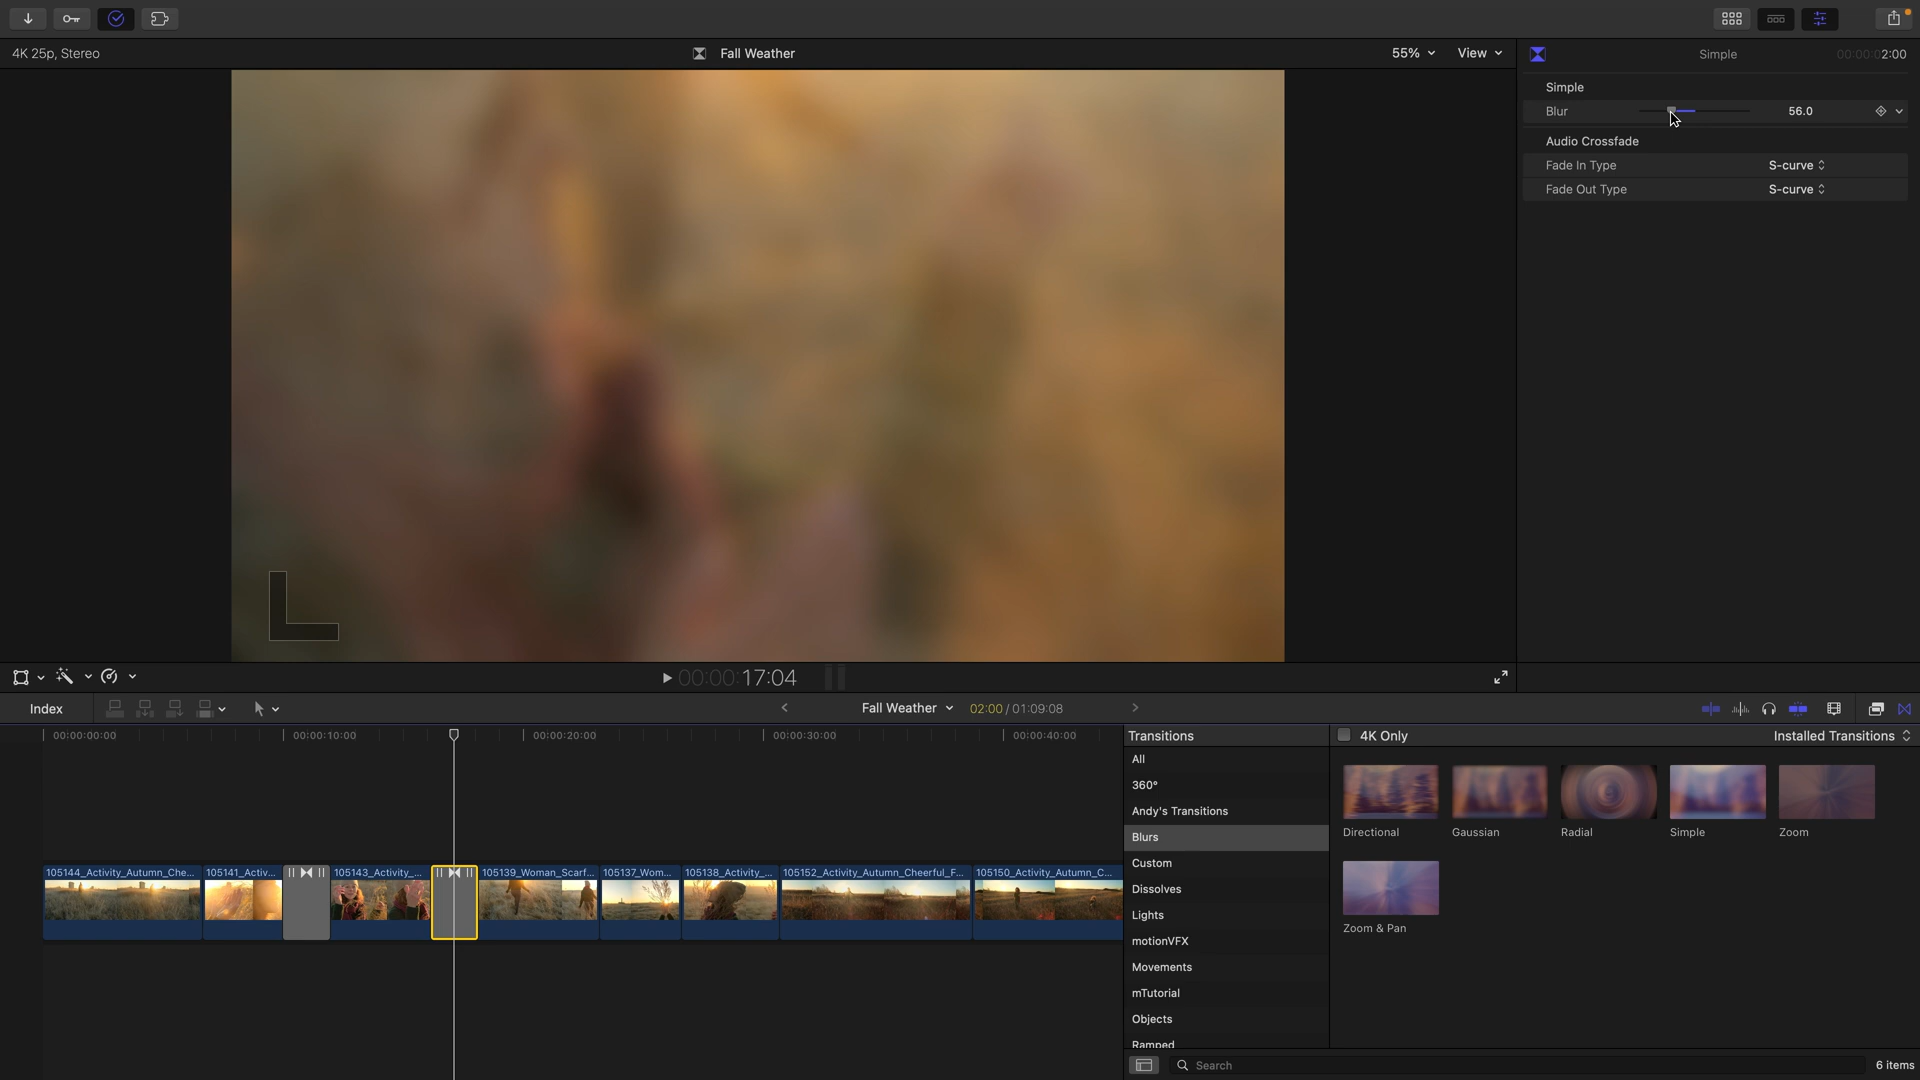 4K 25p, Stereo
Fall Weather
55%
View
Simple
00:00:02:00
Simple
Blur
56.0
Audio Crossfade
Fade In Type
S-curve
Fade Out Type
S-curve
00:00:17:04
Index
Fall Weather
02:00 / 01:09:08
00:00:00:00
00:00:10:00
00:00:20:00
00:00:30:00
00:00:40:00
Transitions
4K Only
Installed Transitions
All
360°
Andy's Transitions
Blurs
Custom
Dissolves
Lights
motionVFX
Movements
mTutorial
Objects
Ramped
Directional
Gaussian
Radial
Simple
Zoom
Zoom & Pan
105144_Activity_Autumn_Che...
105141_Activ...
105143_Activity_...
105139_Woman_Scarf...
105137_Wom...
105138_Activity_...
105152_Activity_Autumn_Cheerful_F...
105150_Activity_Autumn_C...
Search
6 items